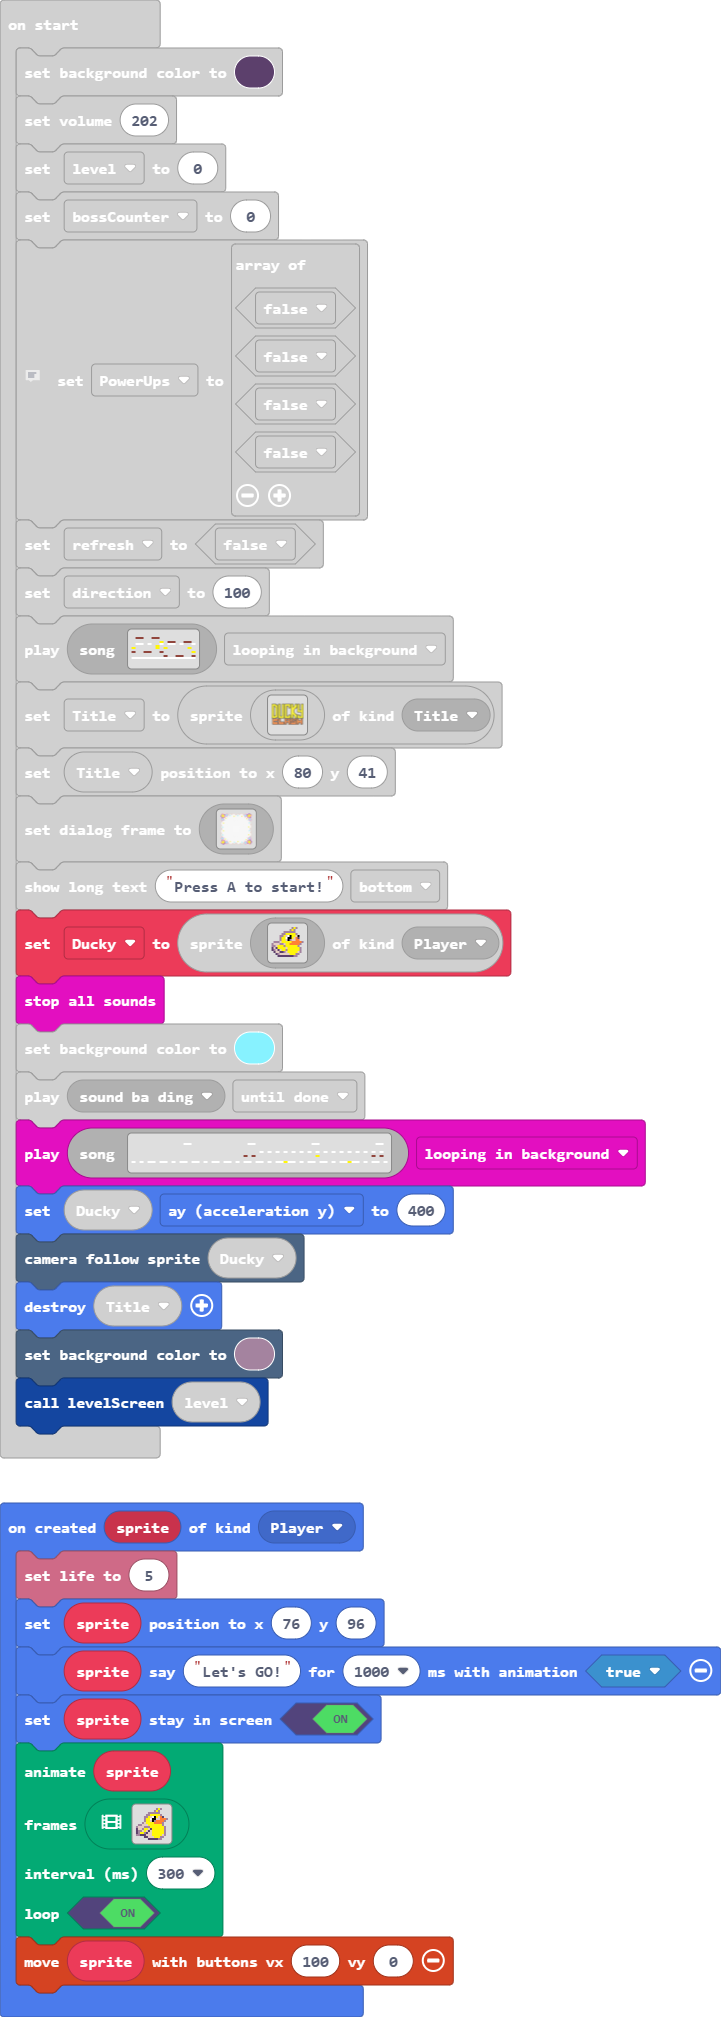 on start
set background color to
set volume 202
set level to 0
set bossCounter to 0
array of
false
false
set PowerUps to
false
false
set refresh to false
set direction to 100
play song looping in background
set Title to sprite DUCKY of kind Title
set Title position to x 80 y 41
set dialog frame to
show long text "Press A to start!" bottom
set Ducky to sprite of kind Player
stop all sounds
set background color to
play sound ba ding until done
play song looping in background
set Ducky ay (acceleration y) to 400
camera follow sprite Ducky
destroy Title
set background color to
call levelScreen level
on created sprite of kind Player
set life to 5
set sprite position to x 76 y 96
sprite say "Let's GO!" for 1000 ms with animation true
set sprite stay in screen ON
animate sprite
frames
interval (ms) 300
loop ON
move sprite with buttons vx 100 vy 0